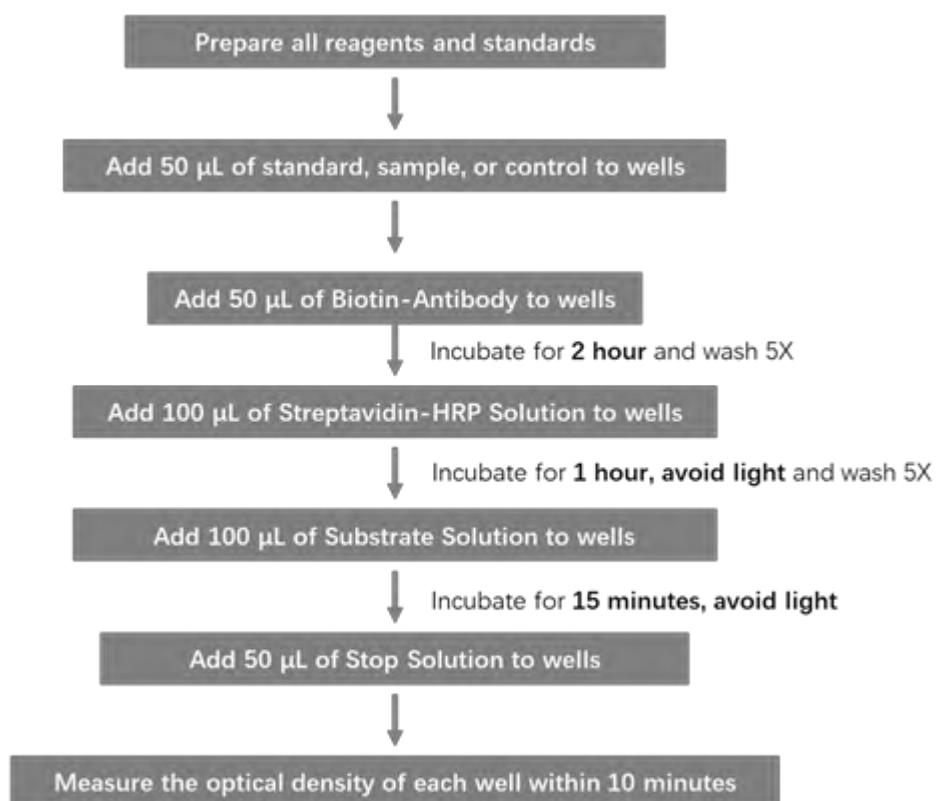 Prepare all reagents and standards
Add 50 μL of standard, sample, or control to wells
Add 50 μL of Biotin-Antibody to wells
Incubate for 2 hour and wash 5X
Add 100 μL of Streptavidin-HRP Solution to wells
Incubate for 1 hour, avoid light and wash 5X
Add 100 μL of Substrate Solution to wells
Incubate for 15 minutes, avoid light
Add 50 μL of Stop Solution to wells
Measure the optical density of each well within 10 minutes